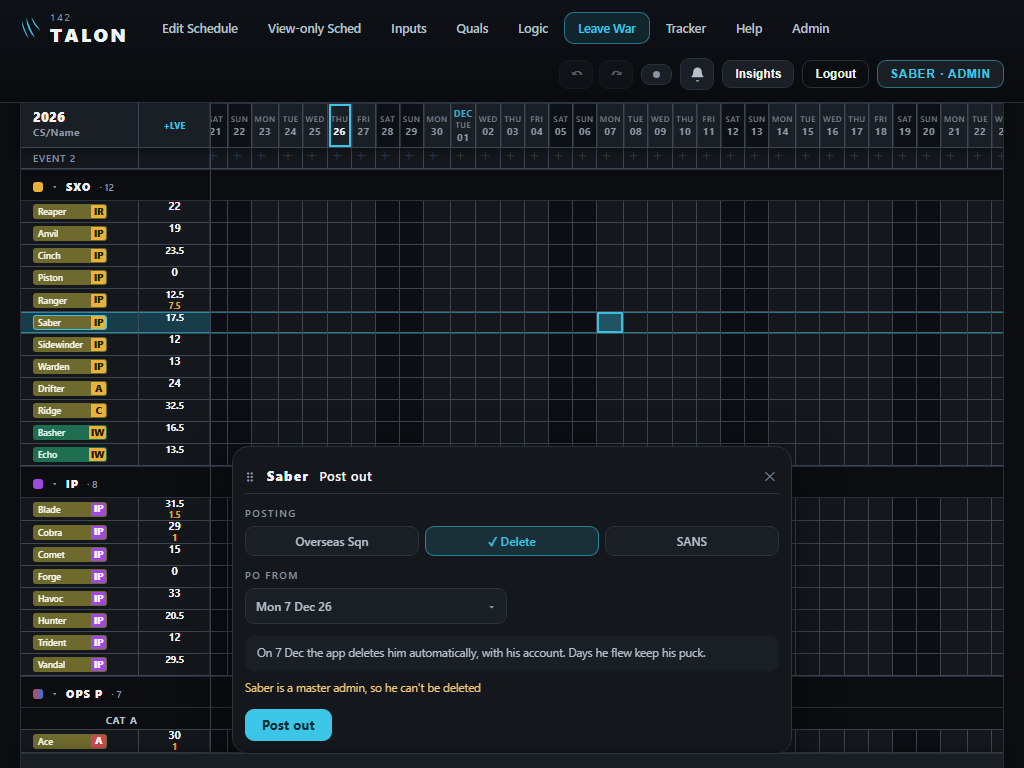 142
TALON
Edit Schedule View-only Sched Inputs Quals Logic Leave War Tracker Help Admin
Insights Logout SABER · ADMIN
2026
CS/Name
+LVE
SAT 21 SUN 22 MON 23 TUE 24 WED 25 THU 26 FRI 27 SAT 28 SUN 29 MON 30 DEC TUE 01 WED 02 THU 03 FRI 04 SAT 05 SUN 06 MON 07 TUE 08 WED 09 THU 10 FRI 11 SAT 12 SUN 13 MON 14 TUE 15 WED 16 THU 17 FRI 18 SAT 19 SUN 20 MON 21 TUE 22
EVENT 2
SXO · 12
Reaper IR 22
Anvil IP 19
Cinch IP 23.5
Piston IP 0
Ranger IP 12.5
7.5
Saber IP 17.5
Sidewinder IP 12
Warden IP 13
Drifter A 24
Ridge C 32.5
Basher IW 16.5
Echo IW 13.5
IP · 8
Blade IP 31.5
1.5
Cobra IP 29
1
Comet IP 15
Forge IP 0
Havoc IP 33
Hunter IP 20.5
Trident IP 12
Vandal IP 29.5
OPS P · 7
CAT A
Ace A 30
1
Saber Post out
POSTING
Overseas Sqn ✓ Delete SANS
PO FROM
Mon 7 Dec 26
On 7 Dec the app deletes him automatically, with his account. Days he flew keep his puck.
Saber is a master admin, so he can't be deleted
Post out